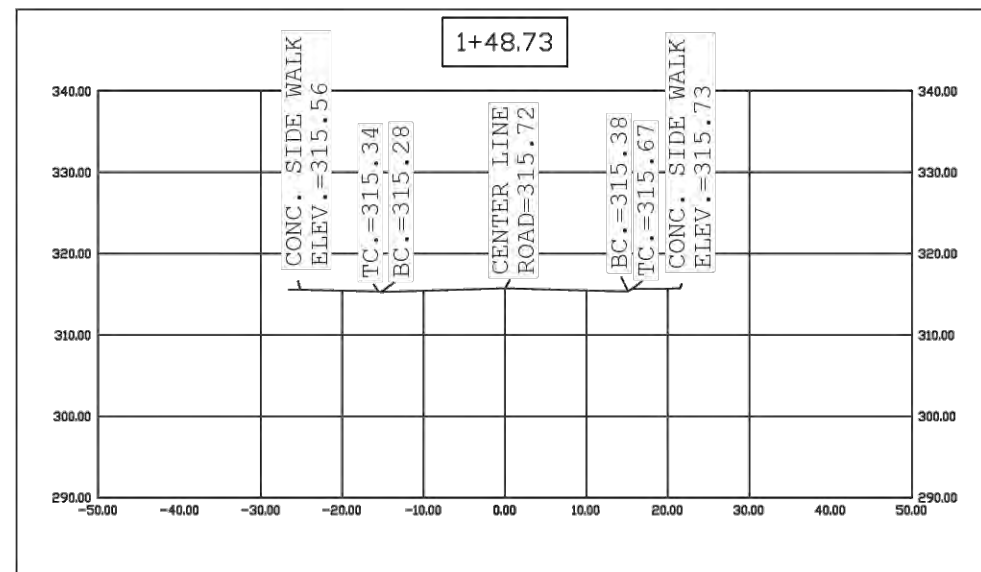 1+48.73
CONC. SIDE WALK
ELEV.=315.56
TC.=315.34
BC.=315.28
CENTER LINE
ROAD=315.72
BC.=315.38
TC.=315.67
CONC. SIDE WALK
ELEV.=315.73
340.00
340.00
330.00
330.00
320.00
320.00
310.00
310.00
300.00
300.00
290.00
290.00
-50.00
-40.00
-30.00
-20.00
-10.00
0.00
10.00
20.00
30.00
40.00
50.00